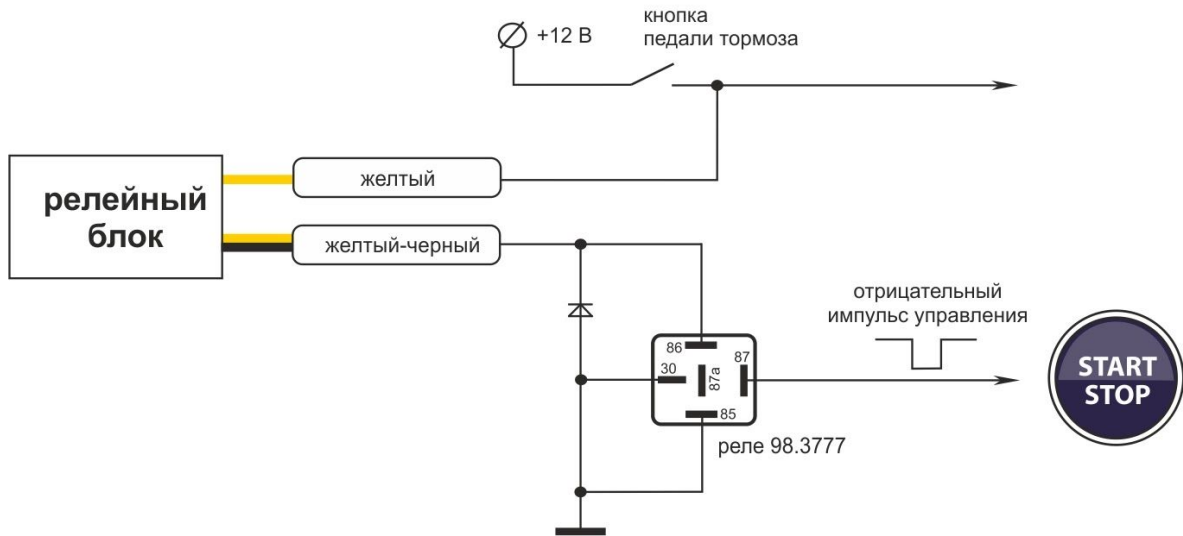 кнопка
педали тормоза
+12 В
релейный
блок
желтый
желтый-черный
отрицательный
импульс управления
86
87
30
87а
85
реле 98.3777
START
STOP